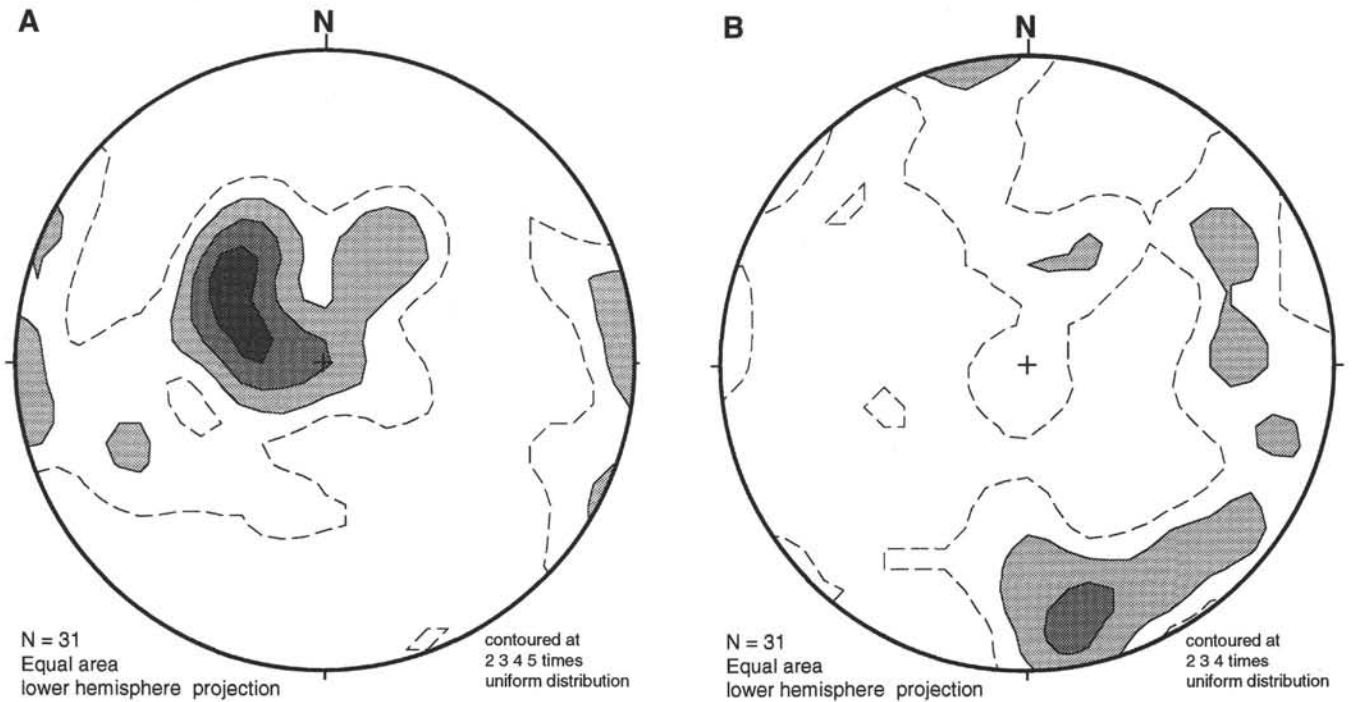 A
N
N = 31
Equal area
lower hemisphere projection
contoured at
2 3 4 5 times
uniform distribution
B
N
N = 31
Equal area
lower hemisphere projection
contoured at
2 3 4 times
uniform distribution